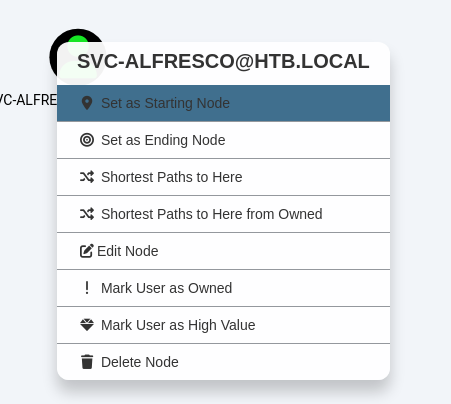 SVC-ALFRESCO@HTB.LOCAL
VC-ALFRE
Set as Starting Node
Set as Ending Node
Shortest Paths to Here
Shortest Paths to Here from Owned
Edit Node
Mark User as Owned
Mark User as High Value
Delete Node